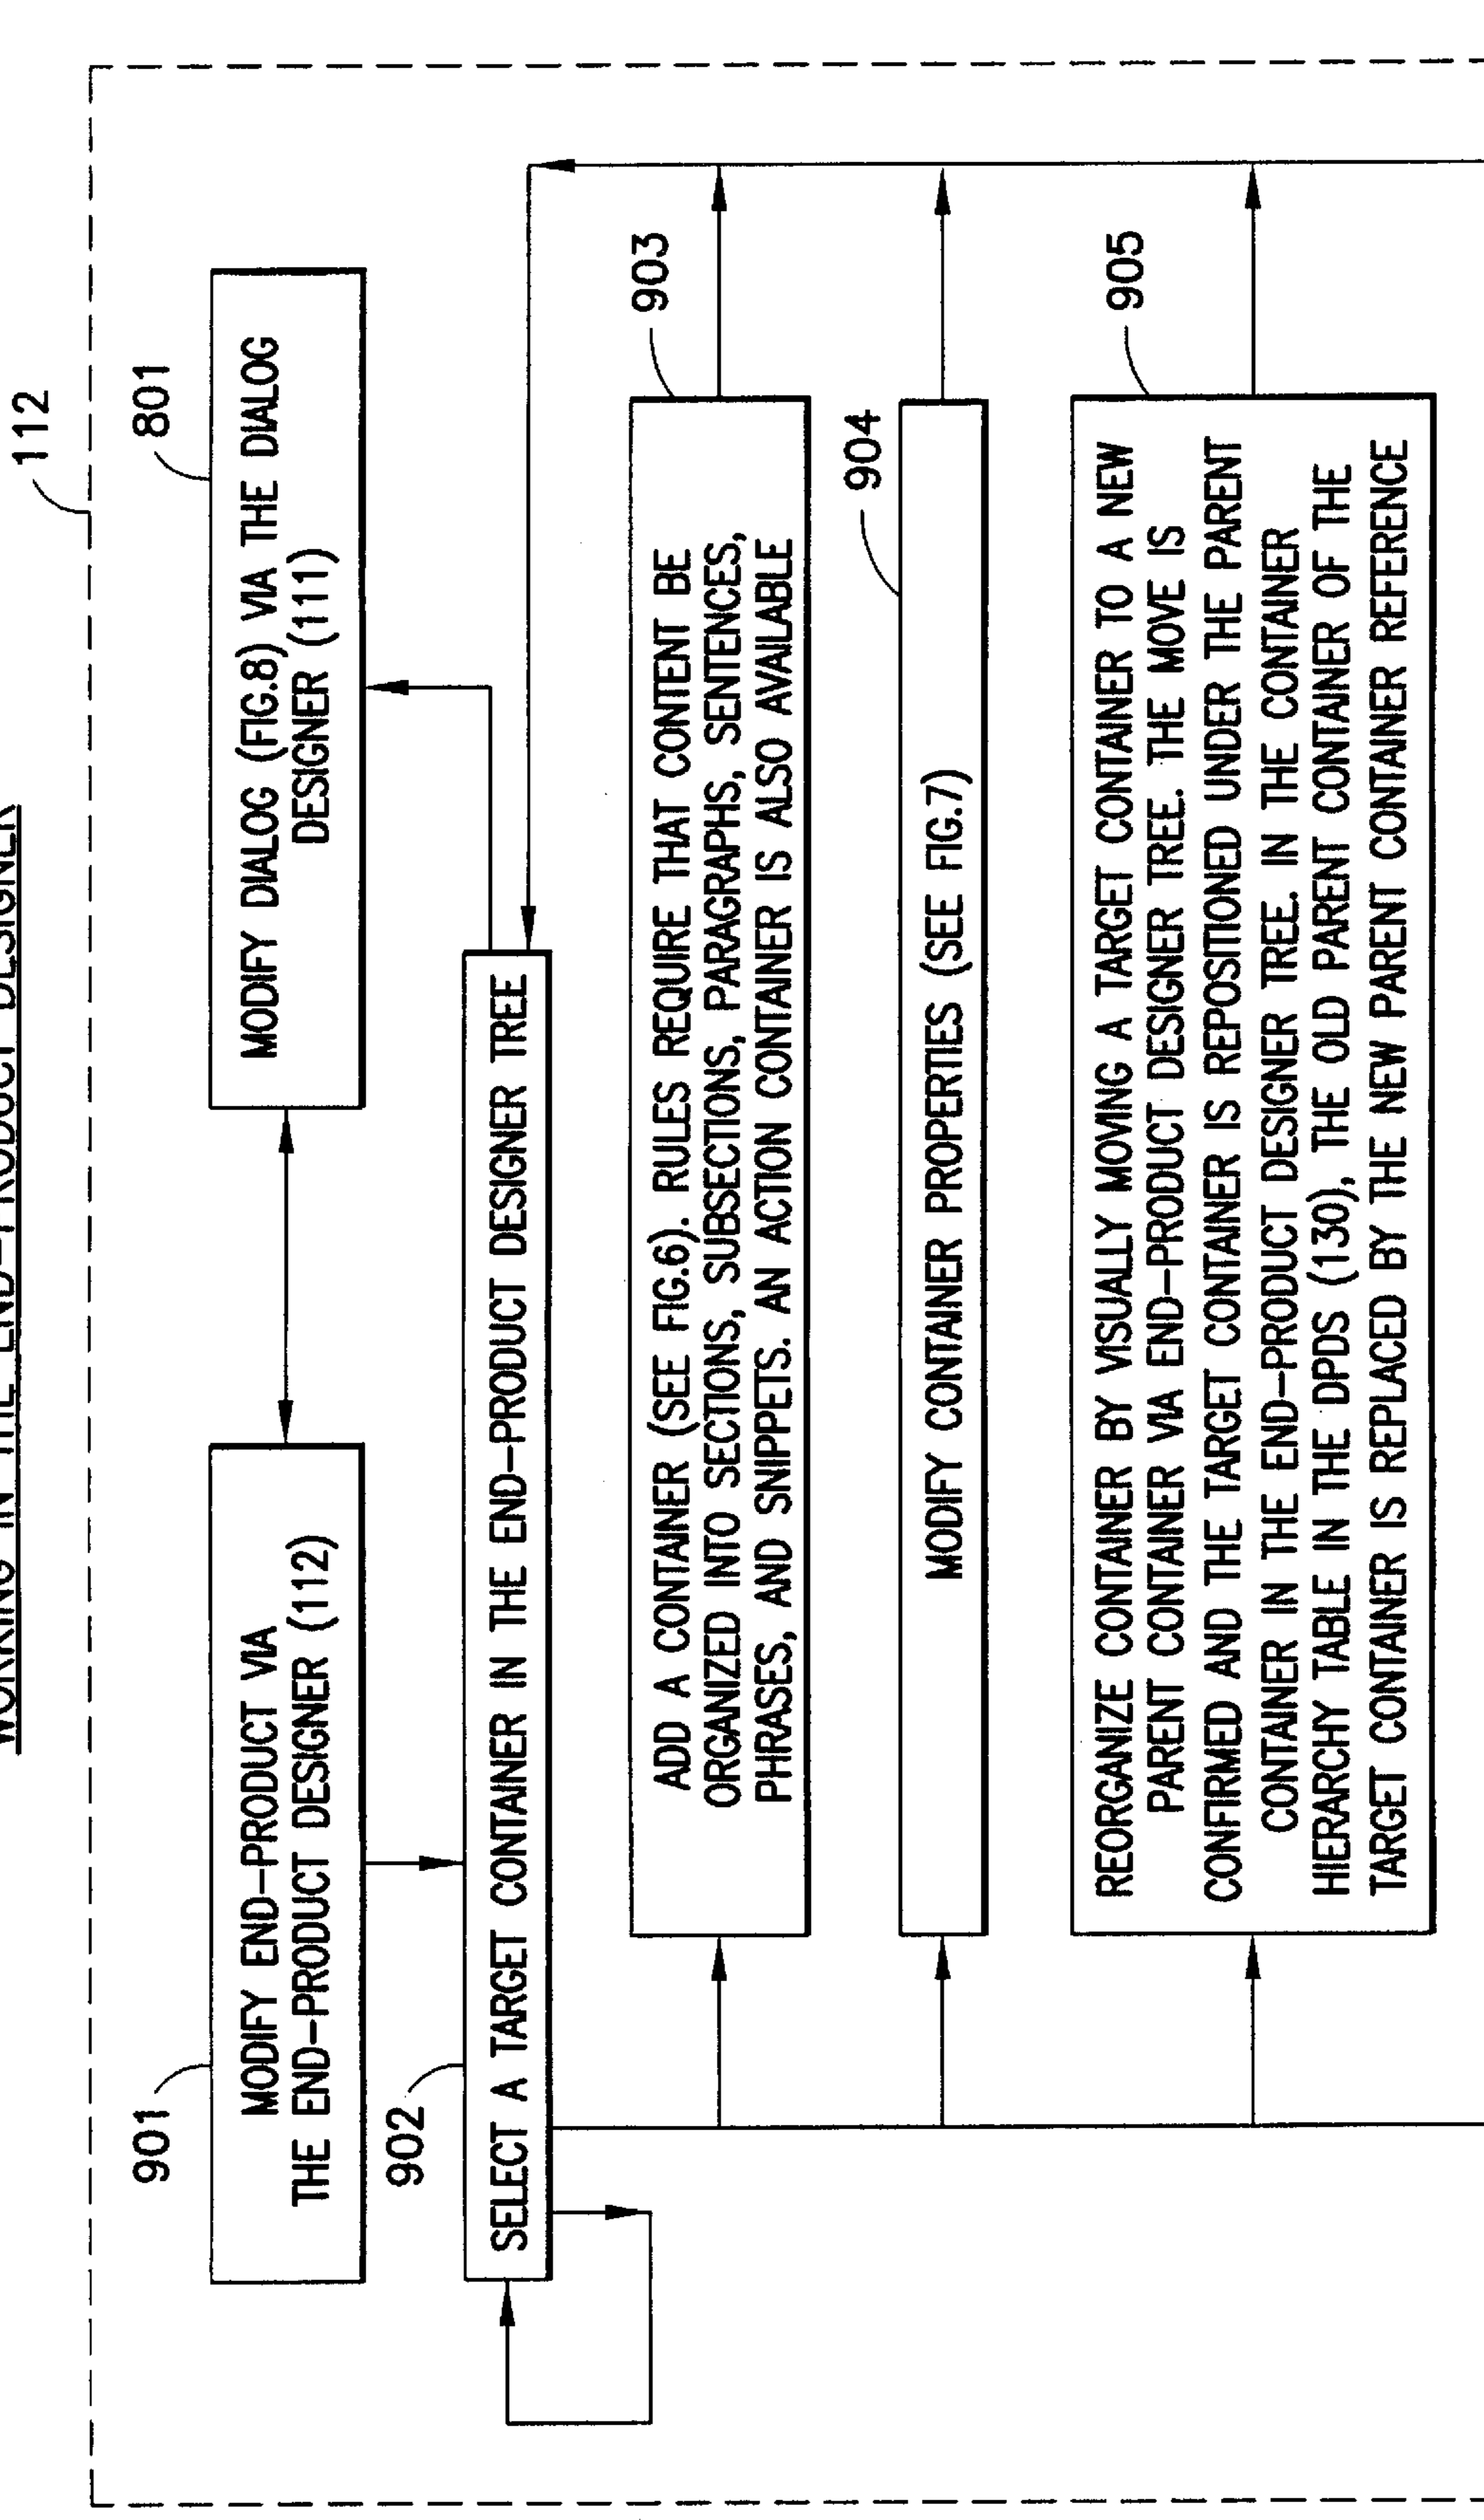 WORKING IN THE END-PRODUCT DESIGNER
112
901
MODIFY END-PRODUCT VIA
THE END-PRODUCT DESIGNER (112)
801
MODIFY DIALOG (FIG.8) VIA THE DIALOG
DESIGNER (111)
902
SELECT A TARGET CONTAINER IN THE END-PRODUCT DESIGNER TREE
903
ADD A CONTAINER (SEE FIG.6). RULES REQUIRE THAT CONTENT BE
ORGANIZED INTO SECTIONS, SUBSECTIONS, PARAGRAPHS, SENTENCES,
PHRASES, AND SNIPPETS. AN ACTION CONTAINER IS ALSO AVAILABLE
904
MODIFY CONTAINER PROPERTIES (SEE FIG.7)
905
REORGANIZE CONTAINER BY VISUALLY MOVING A TARGET CONTAINER TO A NEW
PARENT CONTAINER VIA END-PRODUCT DESIGNER TREE. THE MOVE IS
CONFIRMED AND THE TARGET CONTAINER IS REPOSITIONED UNDER THE PARENT
CONTAINER IN THE END-PRODUCT DESIGNER TREE. IN THE CONTAINER
HIERARCHY TABLE IN THE DPDS (130), THE OLD PARENT CONTAINER OF THE
TARGET CONTAINER IS REPLACED BY THE NEW PARENT CONTAINER REFERENCE